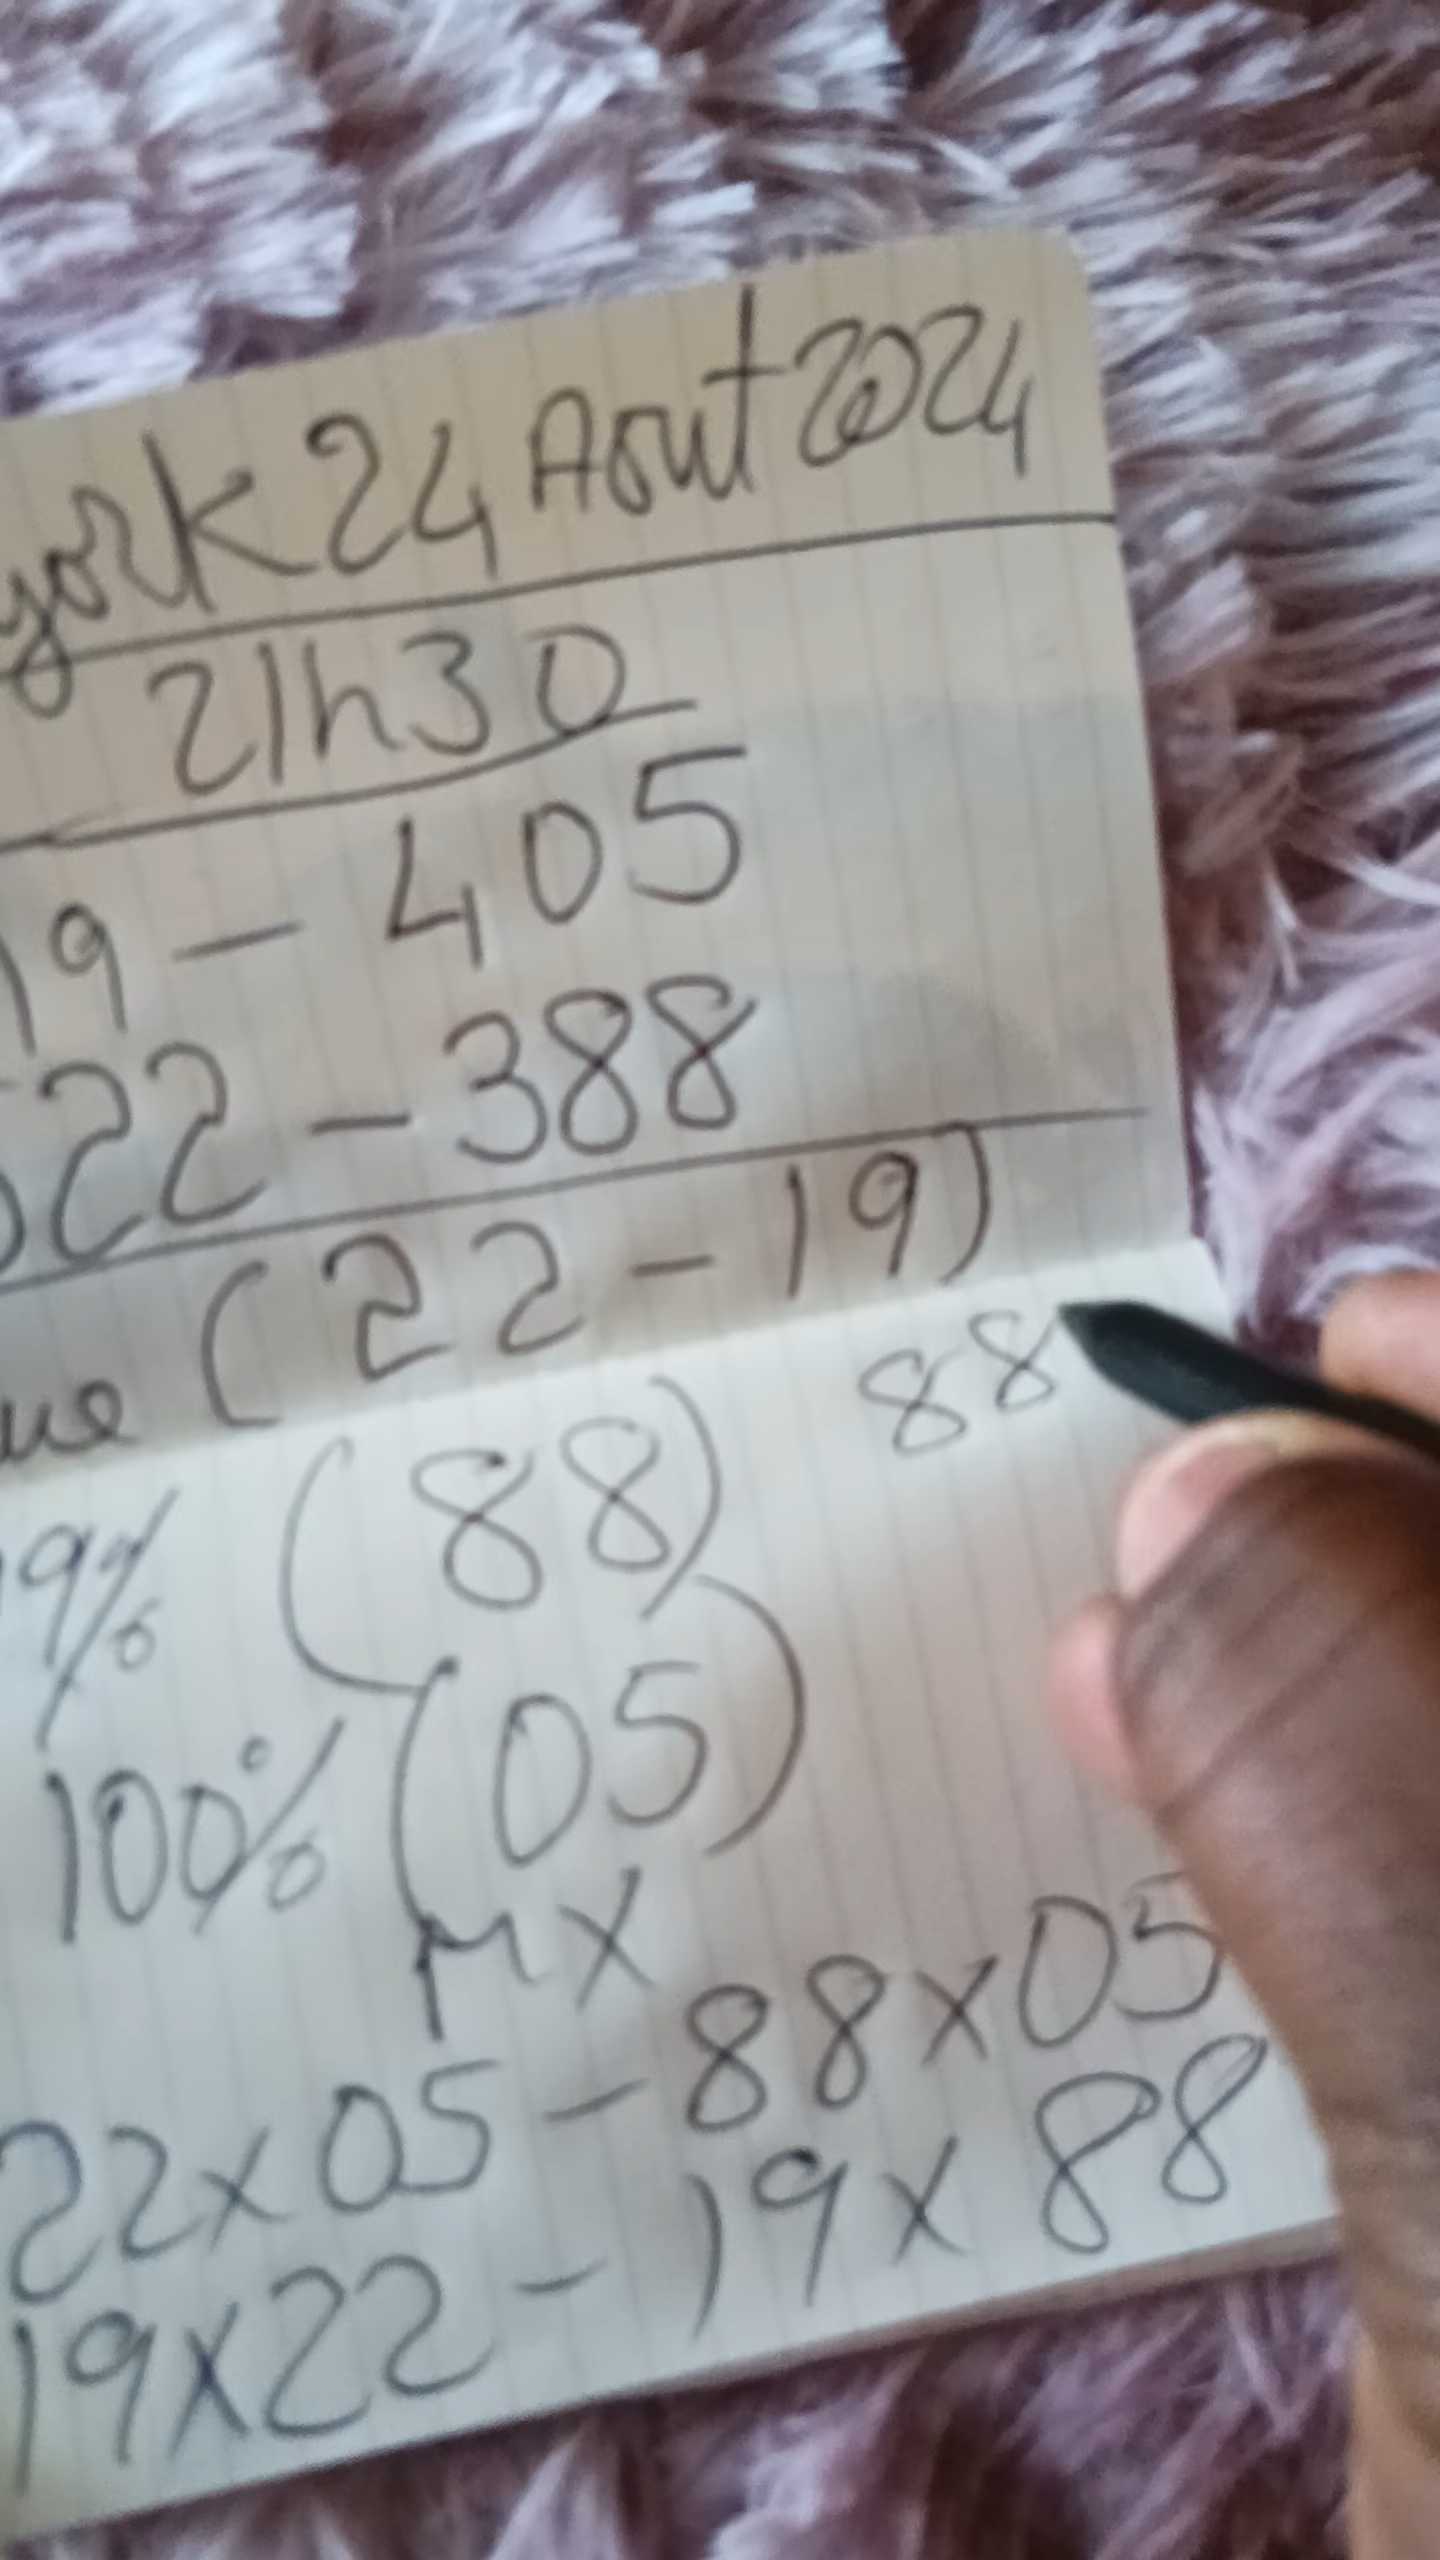 york 24 Aout 2024
21h30
19 - 405
22 - 388
(22 - 19)
88
9% (88)
100% (05)
MX
22x05 - 88x05
19x22 - 19x88